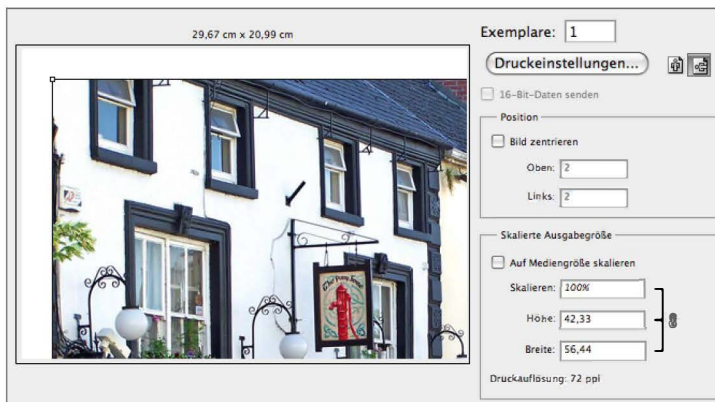 29,67 cm x 20,99 cm
Exemplare: 1
Druckeinstellungen...
16-Bit-Daten senden
Position
Bild zentrieren
Oben: 2
Links: 2
Skalierte Ausgabegröße
Auf Mediengröße skalieren
Skalieren: 100%
Höhe: 42,33
Breite: 56,44
Druckauflösung: 72 ppI